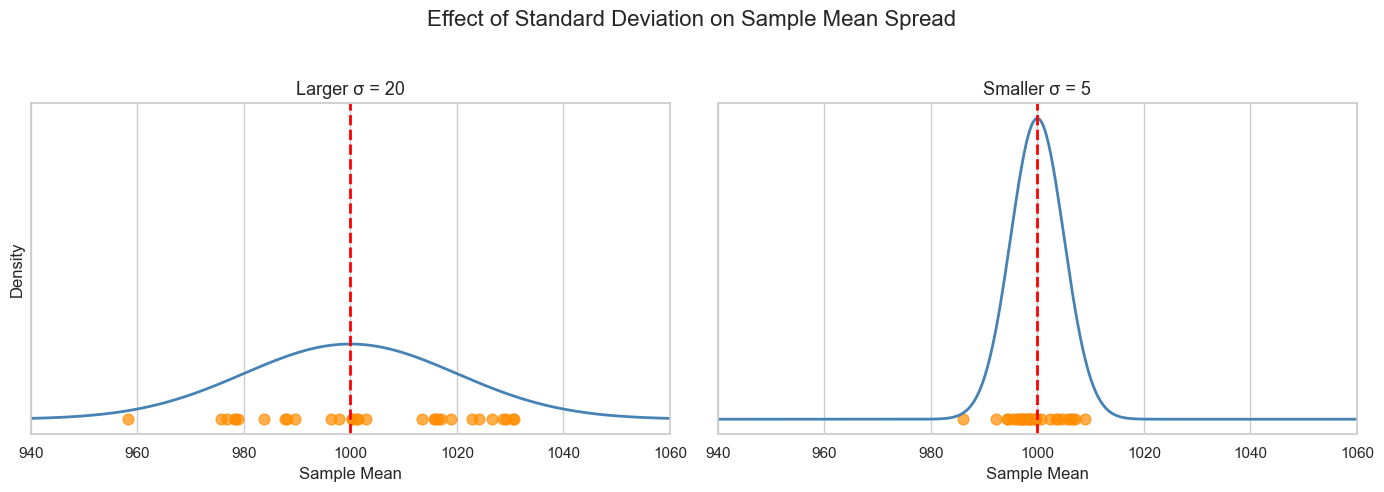 Effect of Standard Deviation on Sample Mean Spread
Larger σ = 20
Density
940 960 980 1000 1020 1040 1060
Sample Mean
Smaller σ = 5
940 960 980 1000 1020 1040 1060
Sample Mean